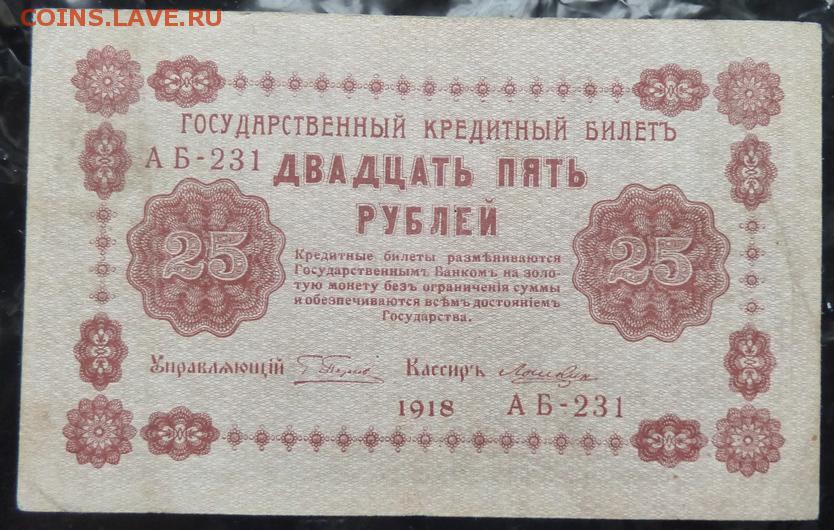 COINS.LAVE.RU
ГОСУДАРСТВЕННЫЙ КРЕДИТНЫЙ БИЛЕТЪ
АБ-231 ДВАДЦАТЬ ПЯТЬ
РУБЛЕЙ
25
Кредитные билеты размѣниваются
Государственнымъ Банкомъ на золо-
тую монету безъ ограниченія суммы
и обезпечиваются всѣмъ достояніемъ
Государства.
25
Управляющій
Кассиръ
1918 АБ-231